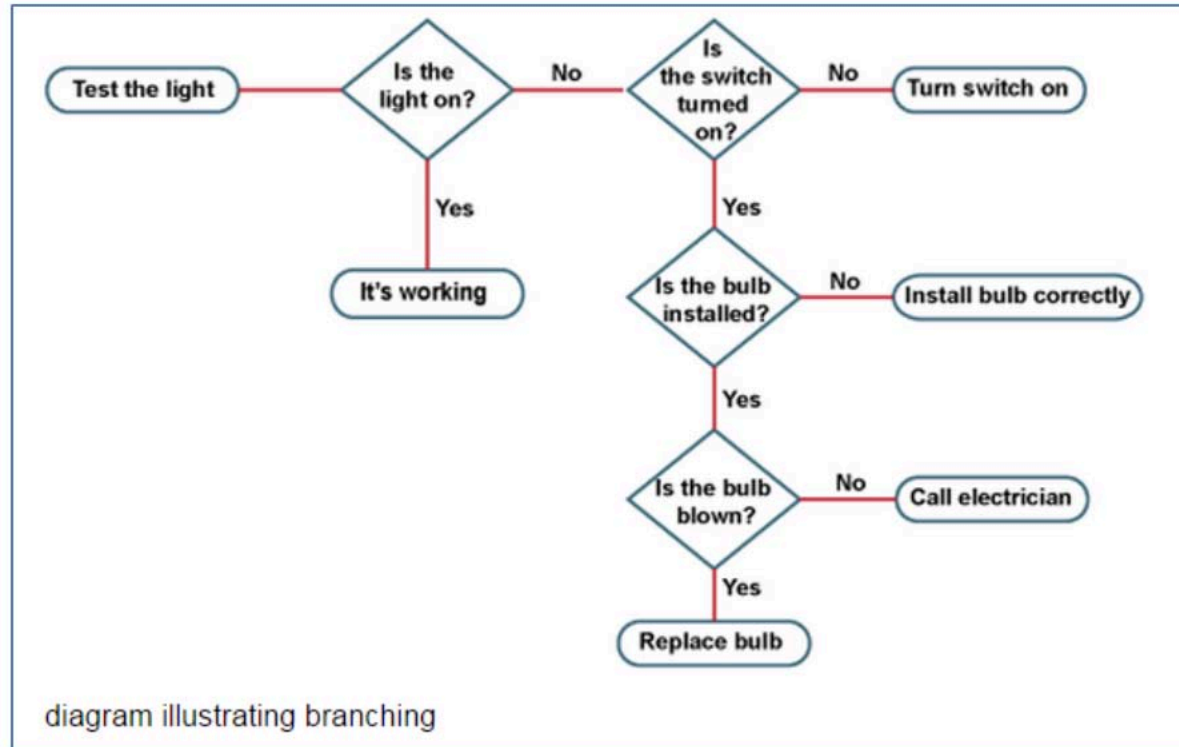 Test the light
Is the
light on?
No
Is
the switch
turned
on?
No
Turn switch on
Yes
It's working
Yes
Is the bulb
installed?
No
Install bulb correctly
Yes
Is the bulb
blown?
No
Call electrician
Yes
Replace bulb
diagram illustrating branching